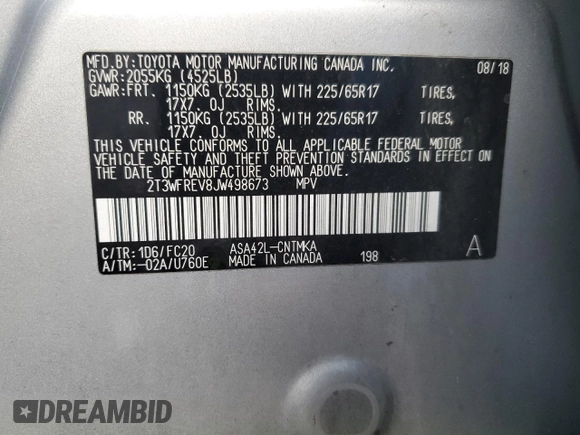 MFD.BY:TOYOTA MOTOR MANUFACTURING CANADA INC. 08/18
GVWR:2055KG (4525LB)
GAWR:FRT. 1150KG (2535LB) WITH 225/65R17 TIRES,
17X7.0J RIMS.
RR. 1150KG (2535LB) WITH 225/65R17 TIRES,
17X7.0J RIMS.
THIS VEHICLE CONFORMS TO ALL APPLICABLE FEDERAL MOTOR
VEHICLE SAFETY AND THEFT PREVENTION STANDARDS IN EFFECT ON
THE DATE OF MANUFACTURE SHOWN ABOVE.
2T3WFREV8JW498673 MPV
C/TR:1D6/FC20 ASA42L-CNTMKA A
A/TM:-02A/U760E MADE IN CANADA 198
DREAMBID